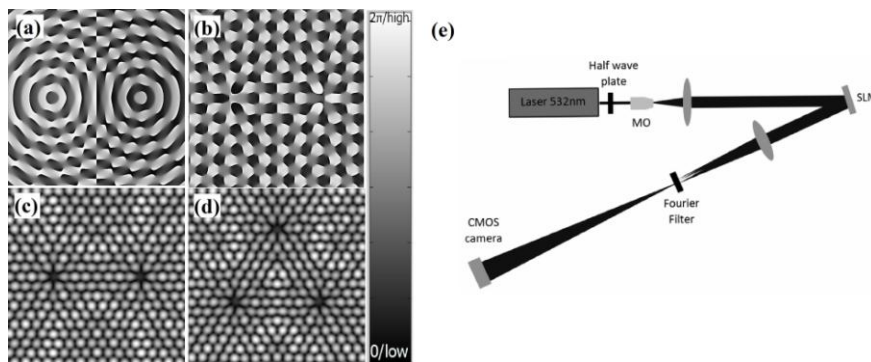 (a)
(b)
2π/high
(c)
(d)
0/low
(e)
Half wave
plate
Laser 532nm
MO
SLM
Fourier
Filter
CMOS
camera